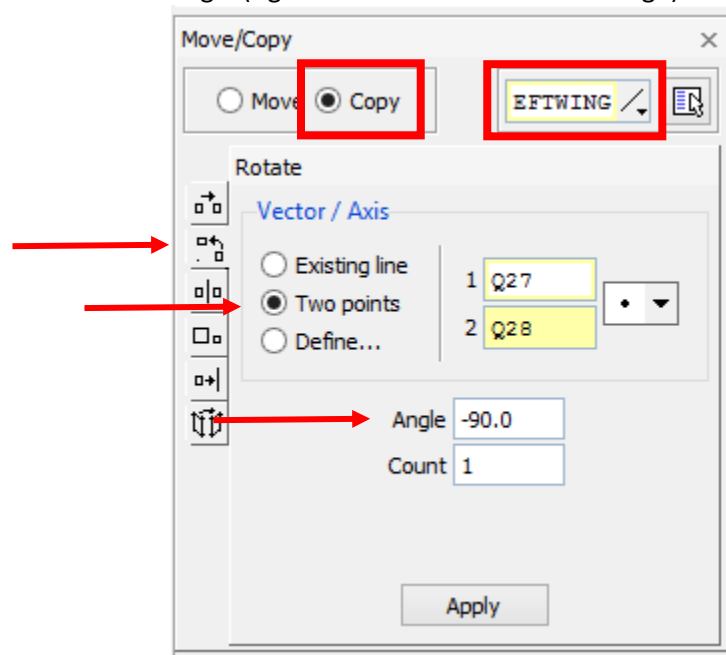 Move/Copy
Move Copy EFTWING
Rotate
Vector / Axis
Existing line
Two points
Define...
1 Q27
2 Q28
Angle -90.0
Count 1
Apply